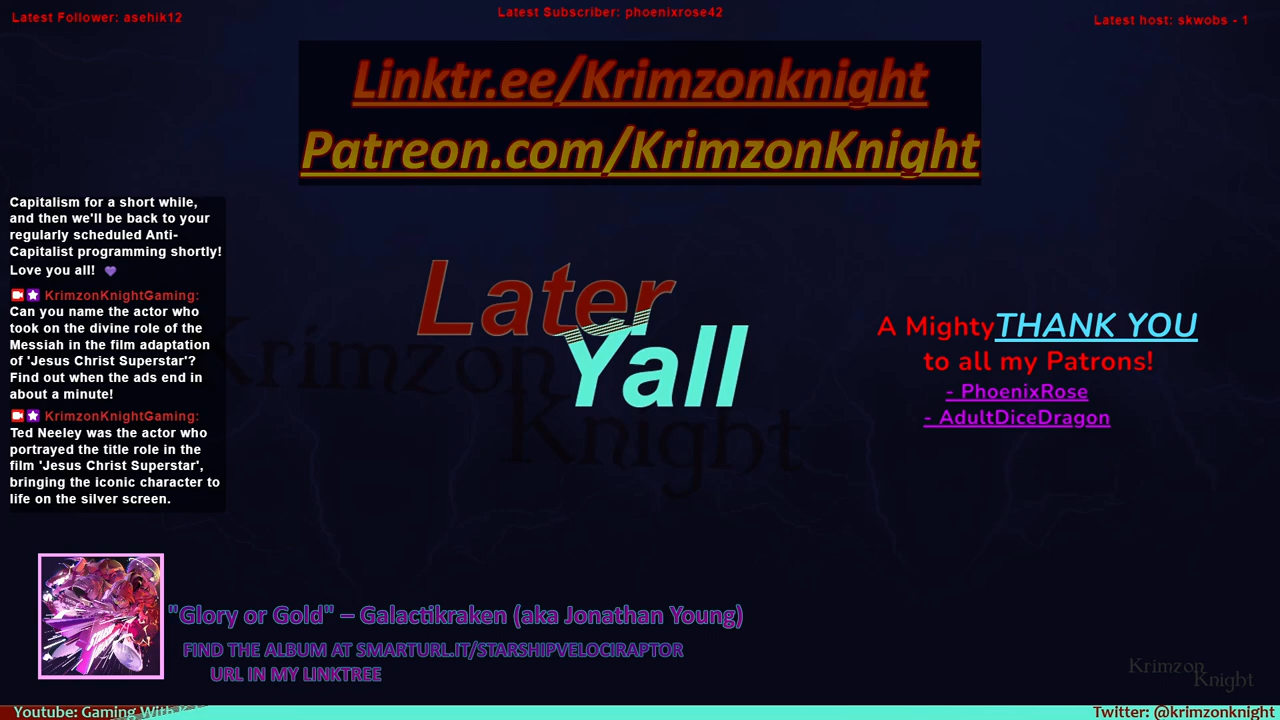 Latest Follower: asehik12
Latest Subscriber: phoenixrose42
Latest host: skwobs - 1
Linktr.ee/Krimzonknight
Patreon.com/KrimzonKnight
Capitalism for a short while,
and then we'll be back to your
regularly scheduled Anti-
Capitalist programming shortly!
Love you all! 💜
KrimzonKnightGaming:
Can you name the actor who
took on the divine role of the
Messiah in the film adaptation
of 'Jesus Christ Superstar'?
Find out when the ads end in
about a minute!
KrimzonKnightGaming:
Ted Neeley was the actor who
portrayed the title role in the
film 'Jesus Christ Superstar',
bringing the iconic character to
life on the silver screen.
Later
Yall
Krimzon
Knight
A Mighty THANK YOU
to all my Patrons!
- PhoenixRose
- AdultDiceDragon
"Glory or Gold" – Galactikraken (aka Jonathan Young)
FIND THE ALBUM AT SMARTURL.IT/STARSHIPVELOCIRAPTOR
URL IN MY LINKTREE
Krimzon
Knight
Youtube: Gaming With
Twitter: @krimzonknight